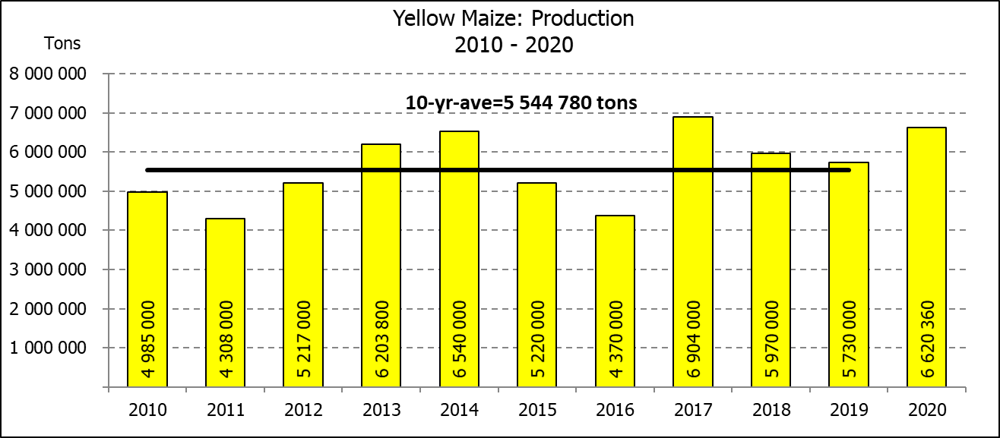 Yellow Maize: Production
2010 - 2020
Tons
8 000 000
7 000 000
6 000 000
5 000 000
4 000 000
3 000 000
2 000 000
1 000 000
10-yr-ave=5 544 780 tons
4 985 000
4 308 000
5 217 000
6 203 800
6 540 000
5 220 000
4 370 000
6 904 000
5 970 000
5 730 000
6 620 360
2010 2011 2012 2013 2014 2015 2016 2017 2018 2019 2020